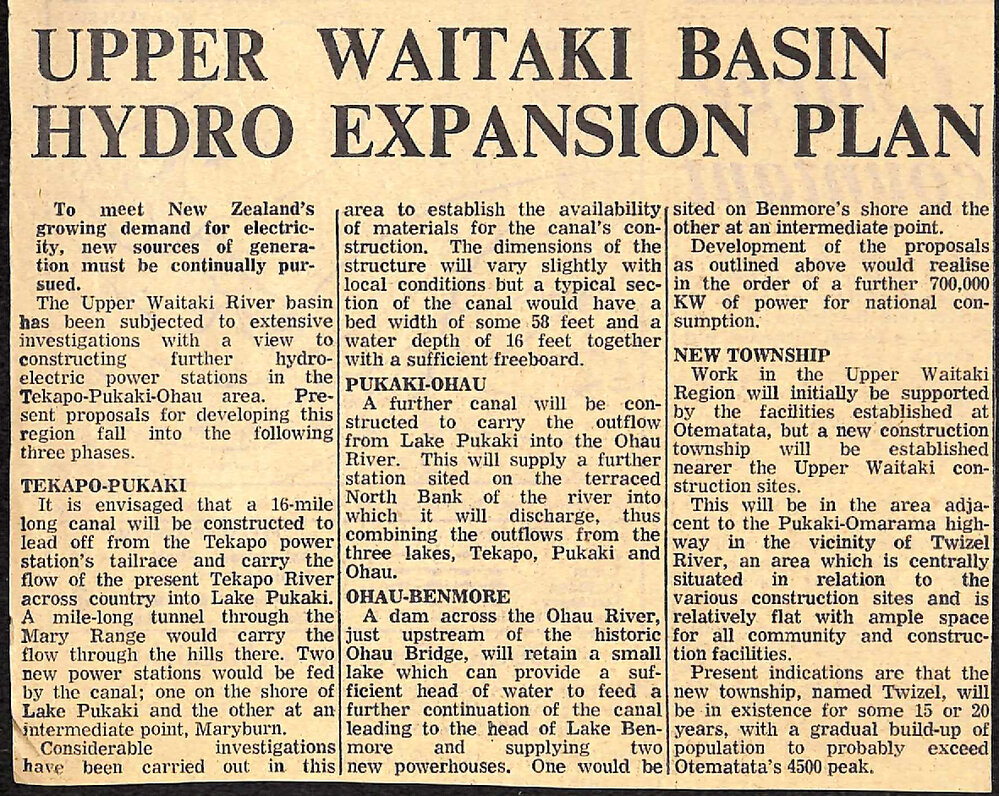 UPPER WAITAKI BASIN
HYDRO EXPANSION PLAN
To meet New Zealand's
growing demand for electric-
ity, new sources of genera-
tion must be continually pur-
sued.
The Upper Waitaki River basin
has been subjected to extensive
investigations with a view to
constructing further hydro-
electric power stations in the
Tekapo-Pukaki-Ohau area. Pre-
sent proposals for developing this
region fall into the following
three phases.
TEKAPO-PUKAKI
It is envisaged that a 16-mile
long canal will be constructed to
lead off from the Tekapo power
station's tailrace and carry the
flow of the present Tekapo River
across country into Lake Pukaki.
A mile-long tunnel through the
Mary Range would carry the
flow through the hills there. Two
new power stations would be fed
by the canal; one on the shore of
Lake Pukaki and the other at an
intermediate point, Maryburn.
Considerable investigations
have been carried out in this
area to establish the availability
of materials for the canal's con-
struction. The dimensions of the
structure will vary slightly with
local conditions but a typical sec-
tion of the canal would have a
bed width of some 58 feet and a
water depth of 16 feet together
with a sufficient freeboard.
PUKAKI-OHAU
A further canal will be con-
structed to carry the outflow
from Lake Pukaki into the Ohau
River. This will supply a further
station sited on the terraced
North Bank of the river into
which it will discharge, thus
combining the outflows from the
three lakes, Tekapo, Pukaki and
Ohau.
OHAU-BENMORE
A dam across the Ohau River,
just upstream of the historic
Ohau Bridge, will retain a small
lake which can provide a suf-
ficient head of water to feed a
further continuation of the canal
leading to the head of Lake Ben-
more and supplying two
new powerhouses. One would be
sited on Benmore's shore and the
other at an intermediate point.
Development of the proposals
as outlined above would realise
in the order of a further 700,000
KW of power for national con-
sumption.
NEW TOWNSHIP
Work in the Upper Waitaki
Region will initially be supported
by the facilities established at
Otematata, but a new construction
township will be established
nearer the Upper Waitaki con-
struction sites.
This will be in the area adja-
cent to the Pukaki-Omarama high-
way in the vicinity of Twizel
River, an area which is centrally
situated in relation to the
various construction sites and is
relatively flat with ample space
for all community and construc-
tion facilities.
Present indications are that the
new township, named Twizel, will
be in existence for some 15 or 20
years, with a gradual build-up of
population to probably exceed
Otematata's 4500 peak.